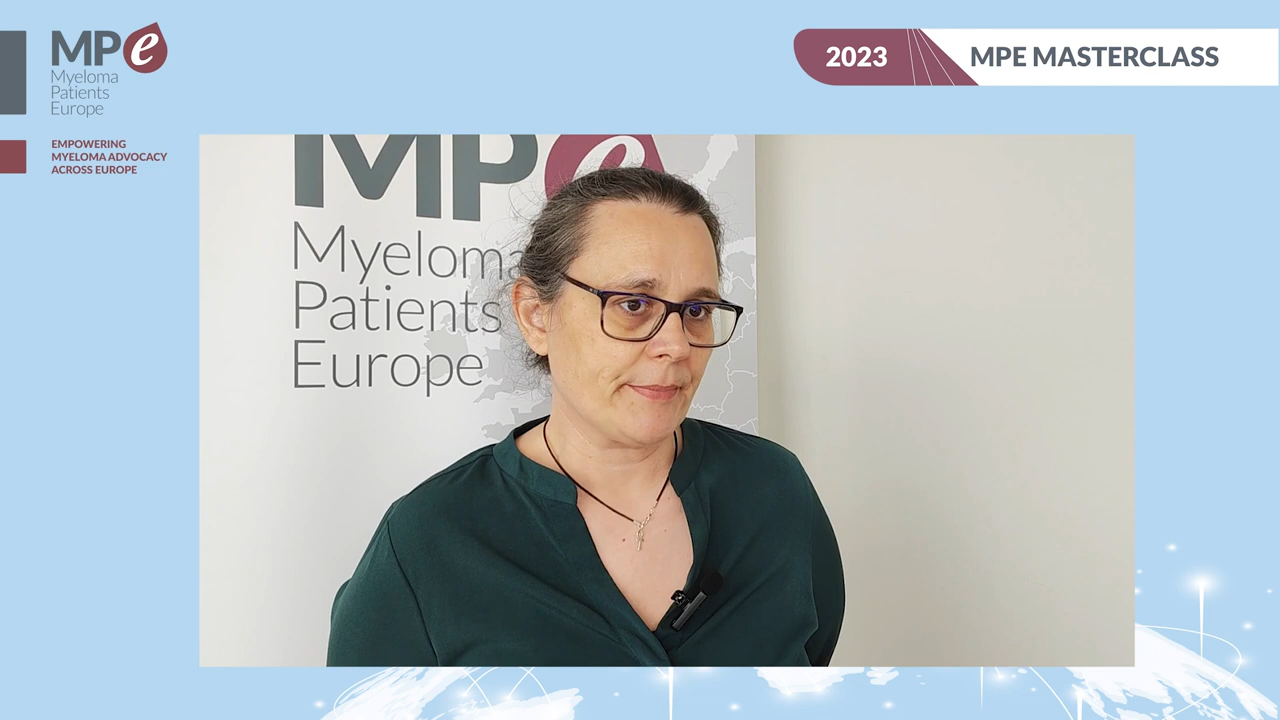 MPe
Myeloma
Patients
Europe
EMPOWERING
MYELOMA ADVOCACY
ACROSS EUROPE
2023
MPE MASTERCLASS
MPe
Myeloma
Patients
Europe